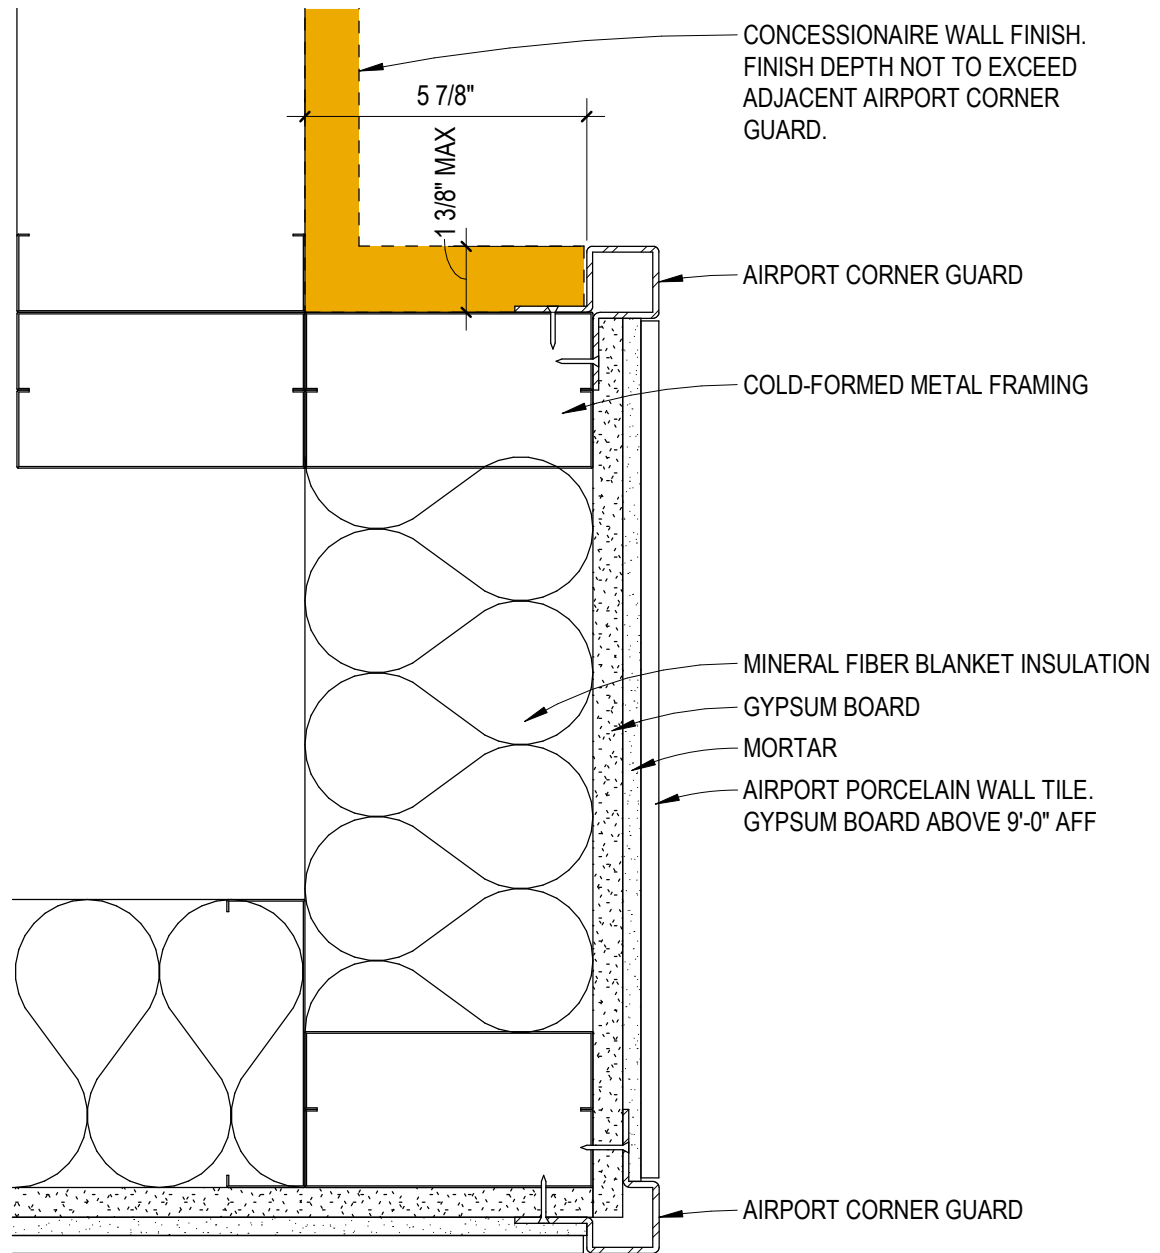 CONCESSIONAIRE WALL FINISH.
FINISH DEPTH NOT TO EXCEED
ADJACENT AIRPORT CORNER
GUARD.
5 7/8"
1 3/8" MAX
AIRPORT CORNER GUARD
COLD-FORMED METAL FRAMING
MINERAL FIBER BLANKET INSULATION
GYPSUM BOARD
MORTAR
AIRPORT PORCELAIN WALL TILE.
GYPSUM BOARD ABOVE 9'-0" AFF
AIRPORT CORNER GUARD